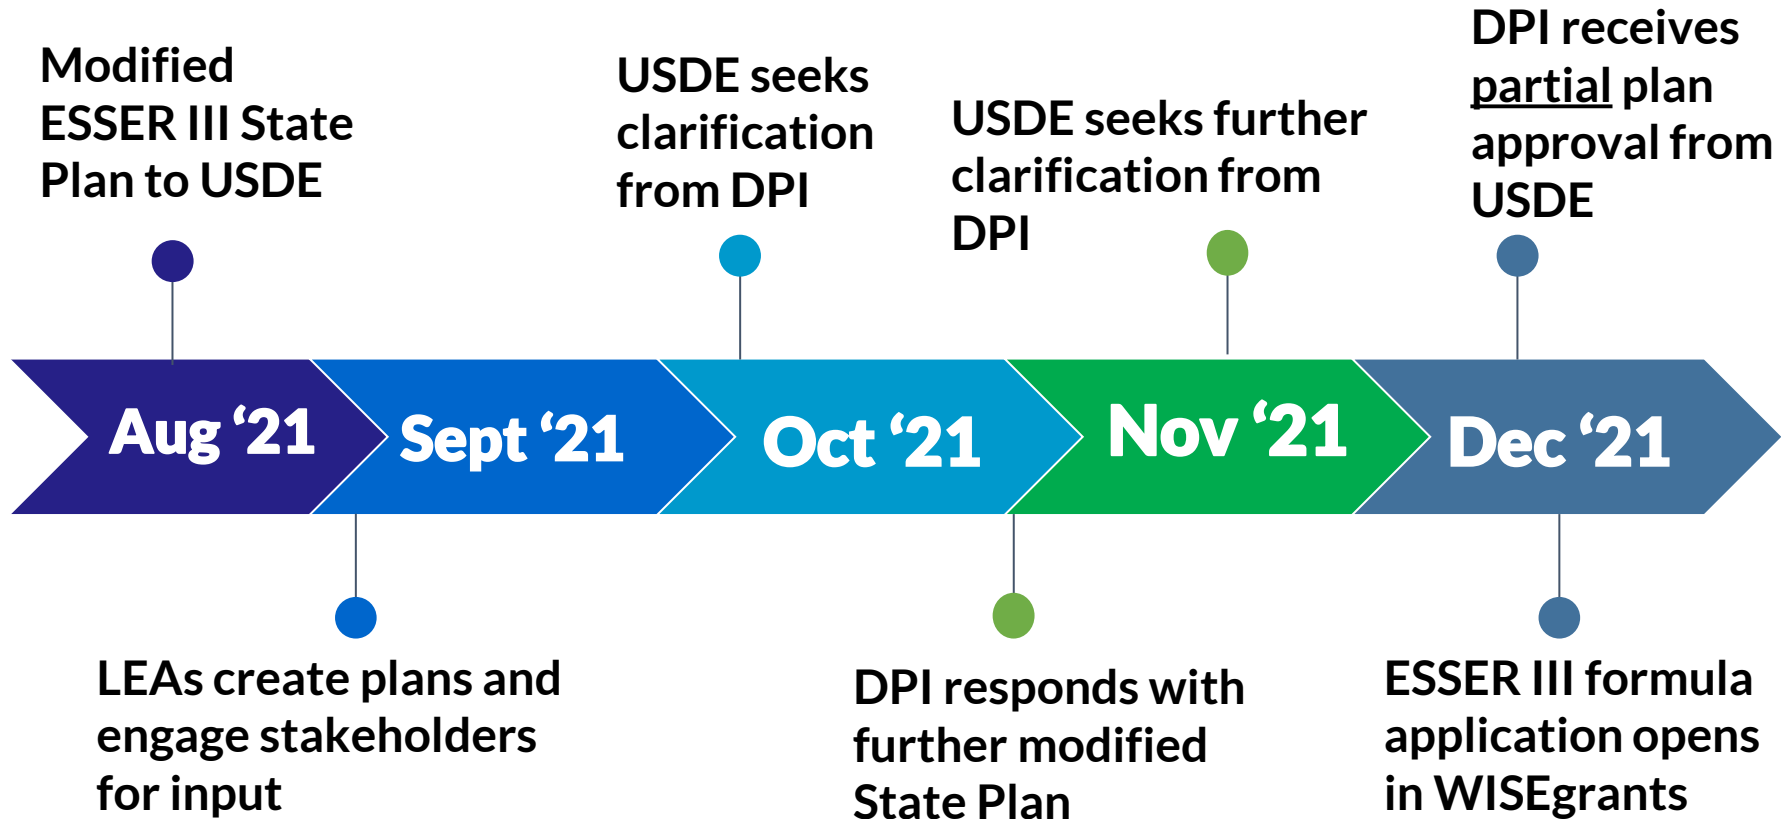 Modified
ESSER III State
Plan to USDE
USDE seeks
clarification
from DPI
USDE seeks further
clarification from
DPI
DPI receives
partial plan
approval from
USDE
Aug ‘21
Sept ‘21
Oct ‘21
Nov ‘21
Dec ‘21
LEAs create plans and
engage stakeholders
for input
DPI responds with
further modified
State Plan
ESSER III formula
application opens
in WISEgrants